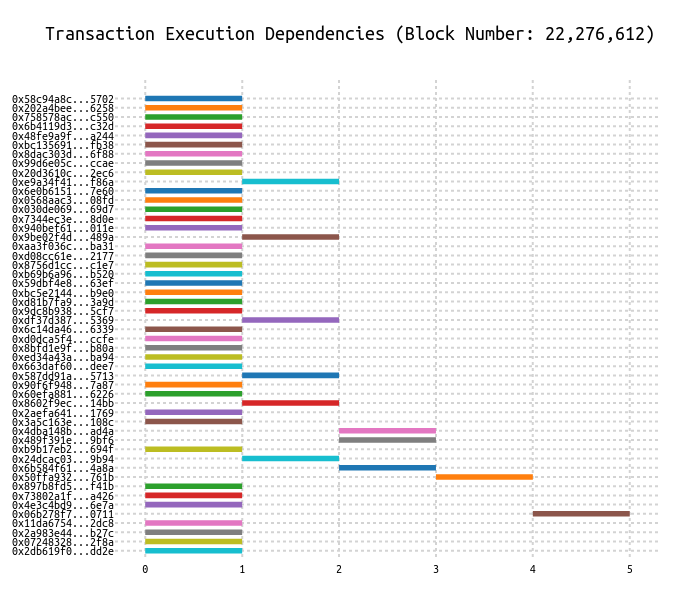 Transaction Execution Dependencies (Block Number: 22,276,612)
0x58c94a8c...5702
0x202a4bee...6258
0x758578ac...c550
0x6b4119d3...c32d
0x48fe9a9f...a244
0xbc135691...fb38
0x8dac303d...6f88
0x99d6e05c...ccae
0x20d3610c...2ec6
0xe9a34f41...f86a
0x6e0b6151...7e60
0x0568aac3...08fd
0x030de069...69d7
0x7344ec3e...8d0e
0x940bef61...011e
0x9be02f4d...489a
0xaa3f036c...ba31
0xd08cc61e...2177
0x8756d1cc...c1e7
0xb69b6a96...b520
0x59dbf4e8...63ef
0xbc5e2144...b9e0
0xd81b7fa9...3a9d
0x9dc8b938...5cf7
0xdf37d387...5369
0x6c14da46...6339
0xd0dca5f4...ccfe
0x8bfd1e9f...b80a
0xed34a43a...ba94
0x663daf60...dee7
0x587dd91a...5713
0x90f6f948...7a87
0x60efa881...6226
0x8602f9ec...14bb
0x2aefa641...1769
0x3a5c163e...108c
0x4dba148b...ad4a
0x489f391e...9bf6
0xb9b17eb2...694f
0x24dcac03...9b94
0x6b584f61...4a8a
0x50ffa932...761b
0x897b8fd5...f41b
0x73802a1f...a426
0x4e3c4bd9...6e7a
0x06b278f7...0711
0x11da6754...2dc8
0x2a983e44...b27c
0x07248328...2f8a
0x2db619f0...dd2e
0 1 2 3 4 5